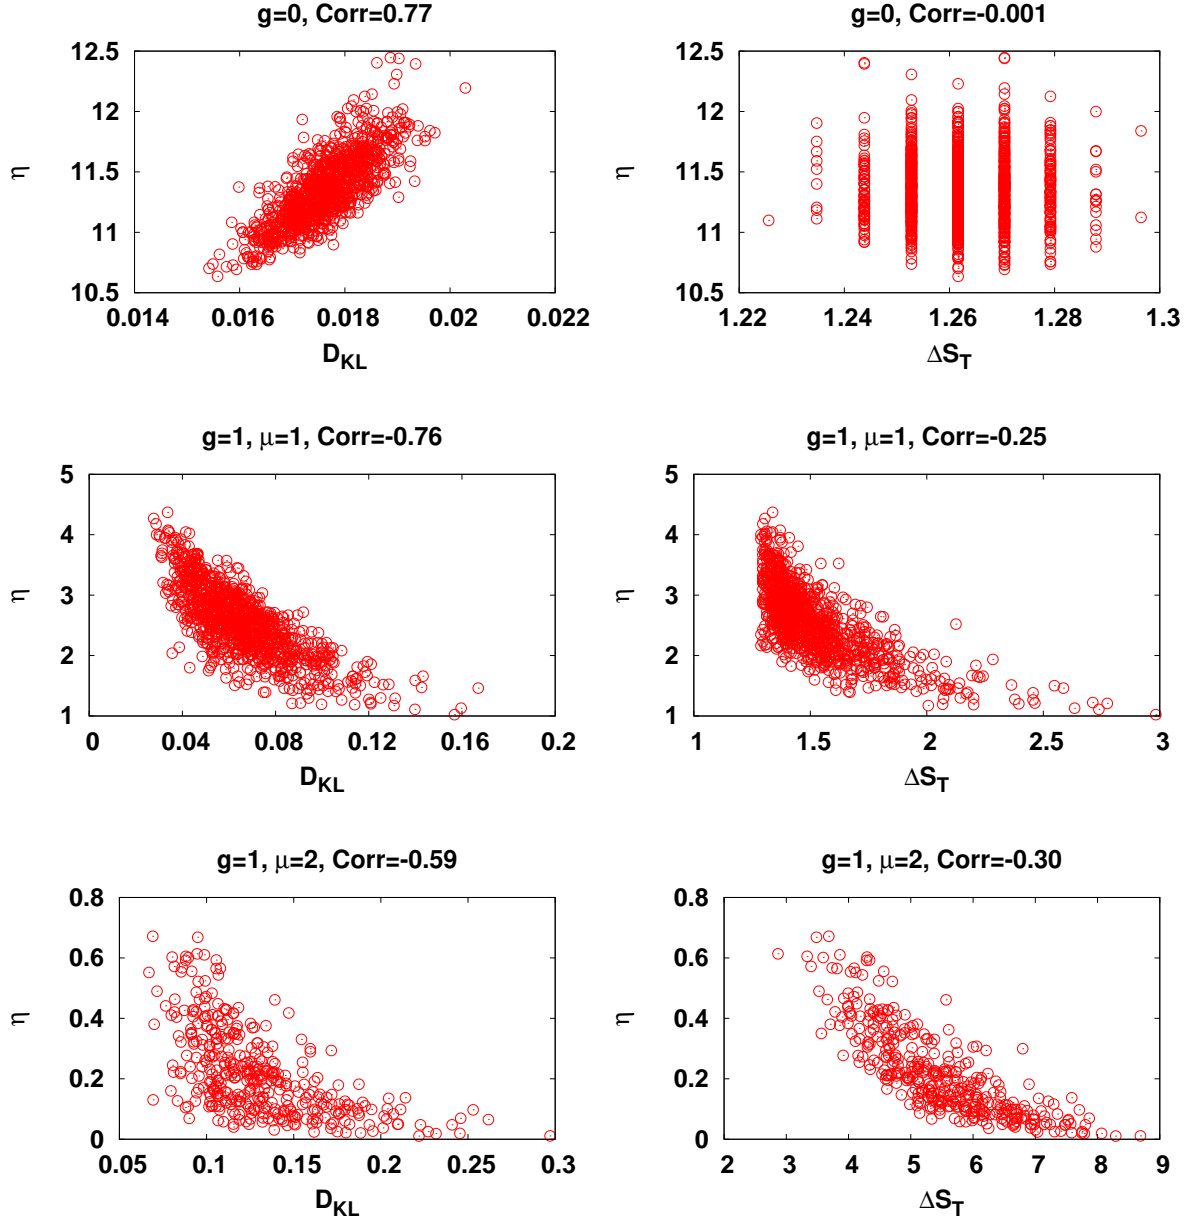 g=0, Corr=0.77
12.5
12
11.5
11
10.5
η
0.014 0.016 0.018 0.02 0.022
D_KL
g=0, Corr=-0.001
12.5
12
11.5
11
10.5
η
1.22 1.24 1.26 1.28 1.3
ΔS_T
g=1, μ=1, Corr=-0.76
5
4
3
2
1
η
0 0.04 0.08 0.12 0.16 0.2
D_KL
g=1, μ=1, Corr=-0.25
5
4
3
2
1
η
1 1.5 2 2.5 3
ΔS_T
g=1, μ=2, Corr=-0.59
0.8
0.6
0.4
0.2
0
η
0.05 0.1 0.15 0.2 0.25 0.3
D_KL
g=1, μ=2, Corr=-0.30
0.8
0.6
0.4
0.2
0
η
2 3 4 5 6 7 8 9
ΔS_T